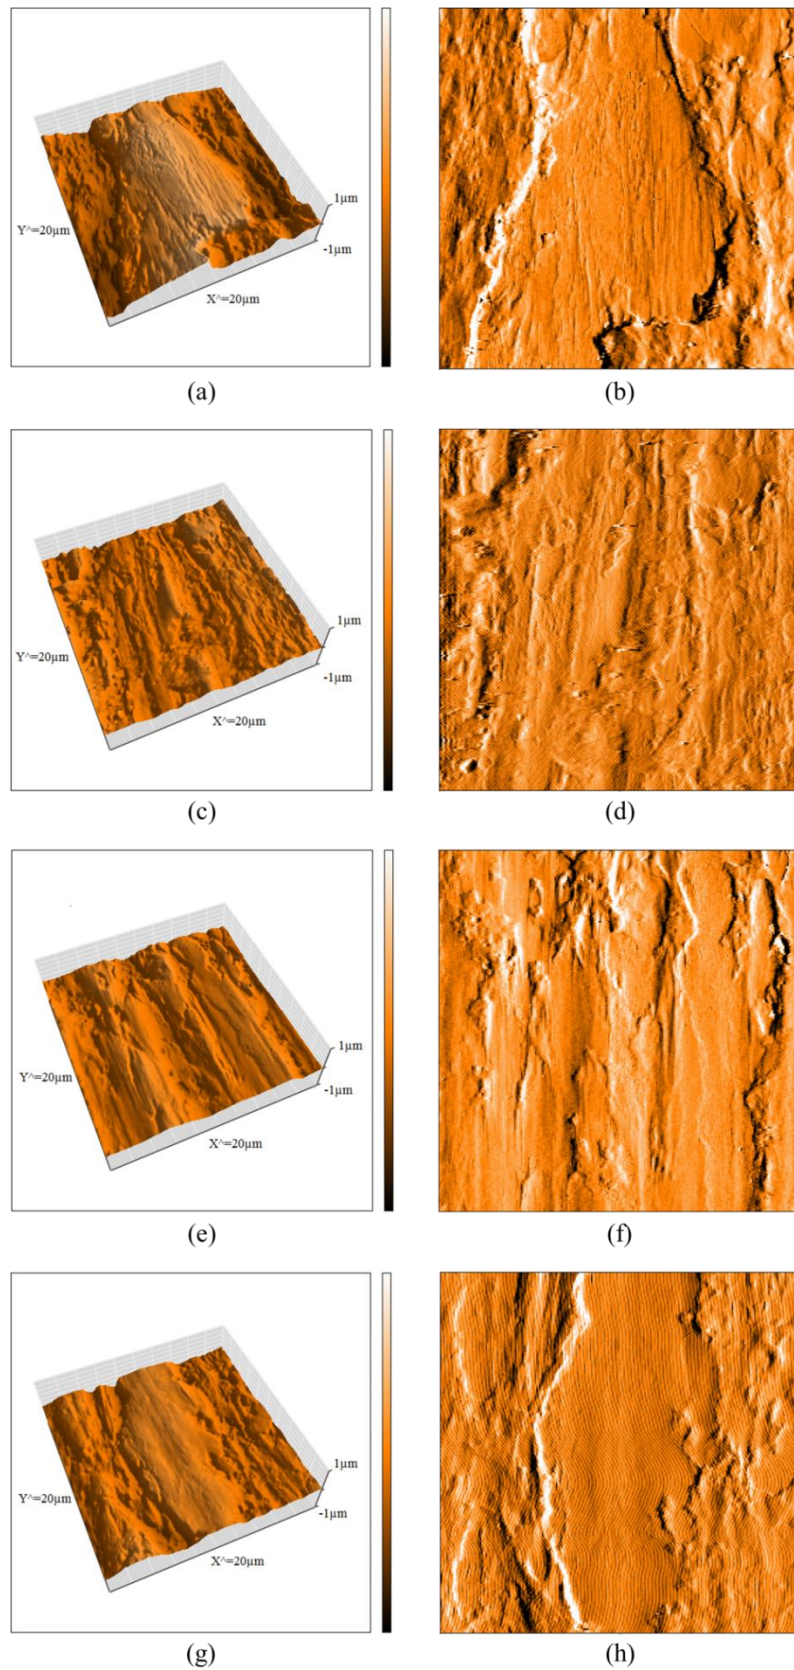 1µm
Y^=20µm
-1µm
X^=20µm
(a)
(b)
1µm
Y^=20µm
-1µm
X^=20µm
(c)
(d)
1µm
Y^=20µm
-1µm
X^=20µm
(e)
(f)
1µm
Y^=20µm
-1µm
X^=20µm
(g)
(h)